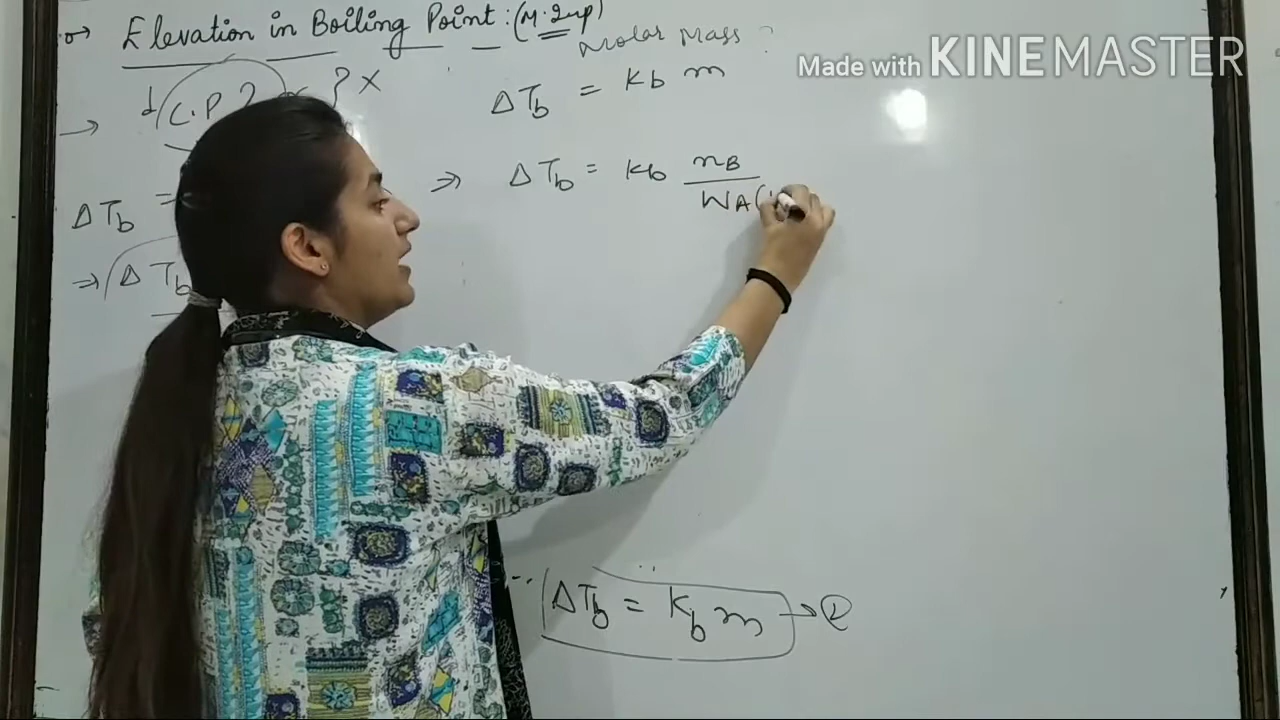 Elevation in Boiling Point : (M. Imp)
Molar Mass ?
Made with KINEMASTER
C.P
ΔTb = Kb m
ΔTb =
⇒ ΔTb = Kb nB / WA(
⇒ ΔTb
ΔTb = Kb m →